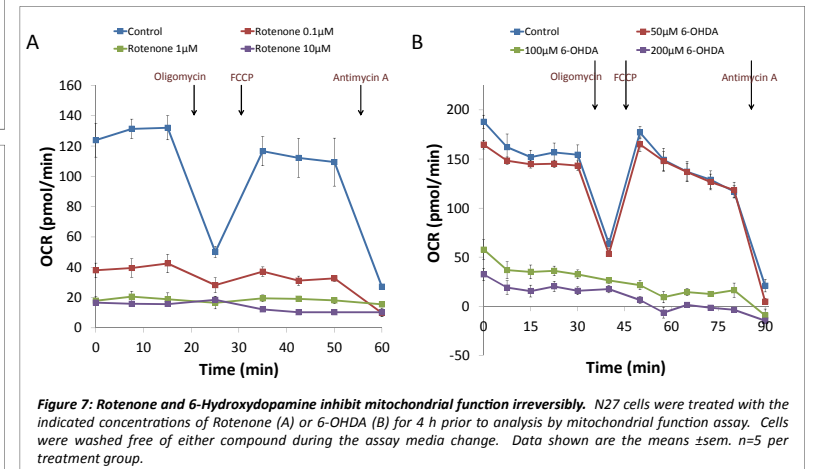 A
Control
Rotenone 0.1µM
Rotenone 1µM
Rotenone 10µM
Oligomycin
FCCP
Antimycin A
OCR (pmol/min)
160
140
120
100
80
60
40
20
0
0 10 20 30 40 50 60
Time (min)
B
Control
50µM 6-OHDA
100µM 6-OHDA
200µM 6-OHDA
Oligomycin
FCCP
Antimycin A
OCR (pmol/min)
200
150
100
50
0
-50
0 15 30 45 60 75 90
Time (min)
Figure 7: Rotenone and 6-Hydroxydopamine inhibit mitochondrial function irreversibly. N27 cells were treated with the
indicated concentrations of Rotenone (A) or 6-OHDA (B) for 4 h prior to analysis by mitochondrial function assay. Cells
were washed free of either compound during the assay media change. Data shown are the means ±sem. n=5 per
treatment group.